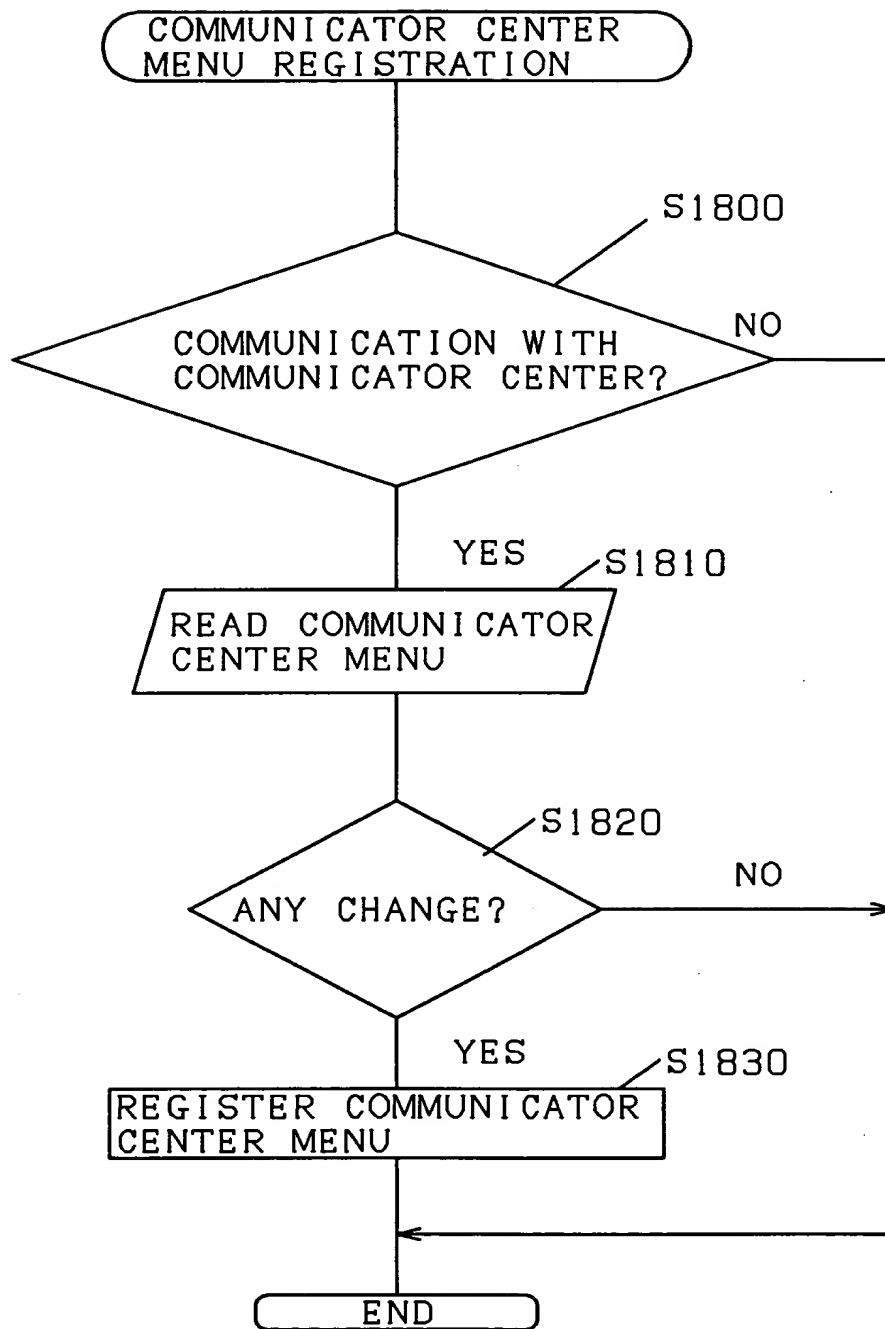 COMMUNICATOR CENTER
MENU REGISTRATION
S1800
NO
COMMUNICATION WITH
COMMUNICATOR CENTER?
YES
S1810
READ COMMUNICATOR
CENTER MENU
S1820
NO
ANY CHANGE?
YES
S1830
REGISTER COMMUNICATOR
CENTER MENU
END